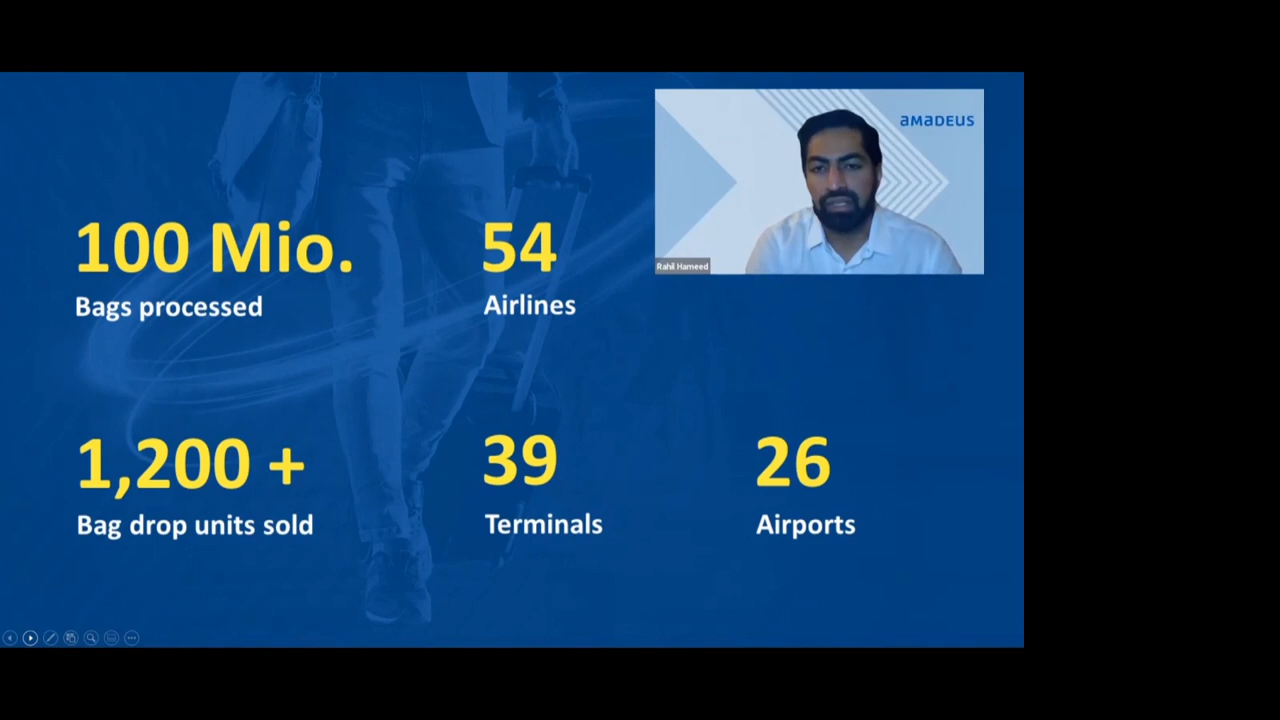 amadeus
Rahil Hameed
100 Mio.
Bags processed
54
Airlines
1,200 +
Bag drop units sold
39
Terminals
26
Airports